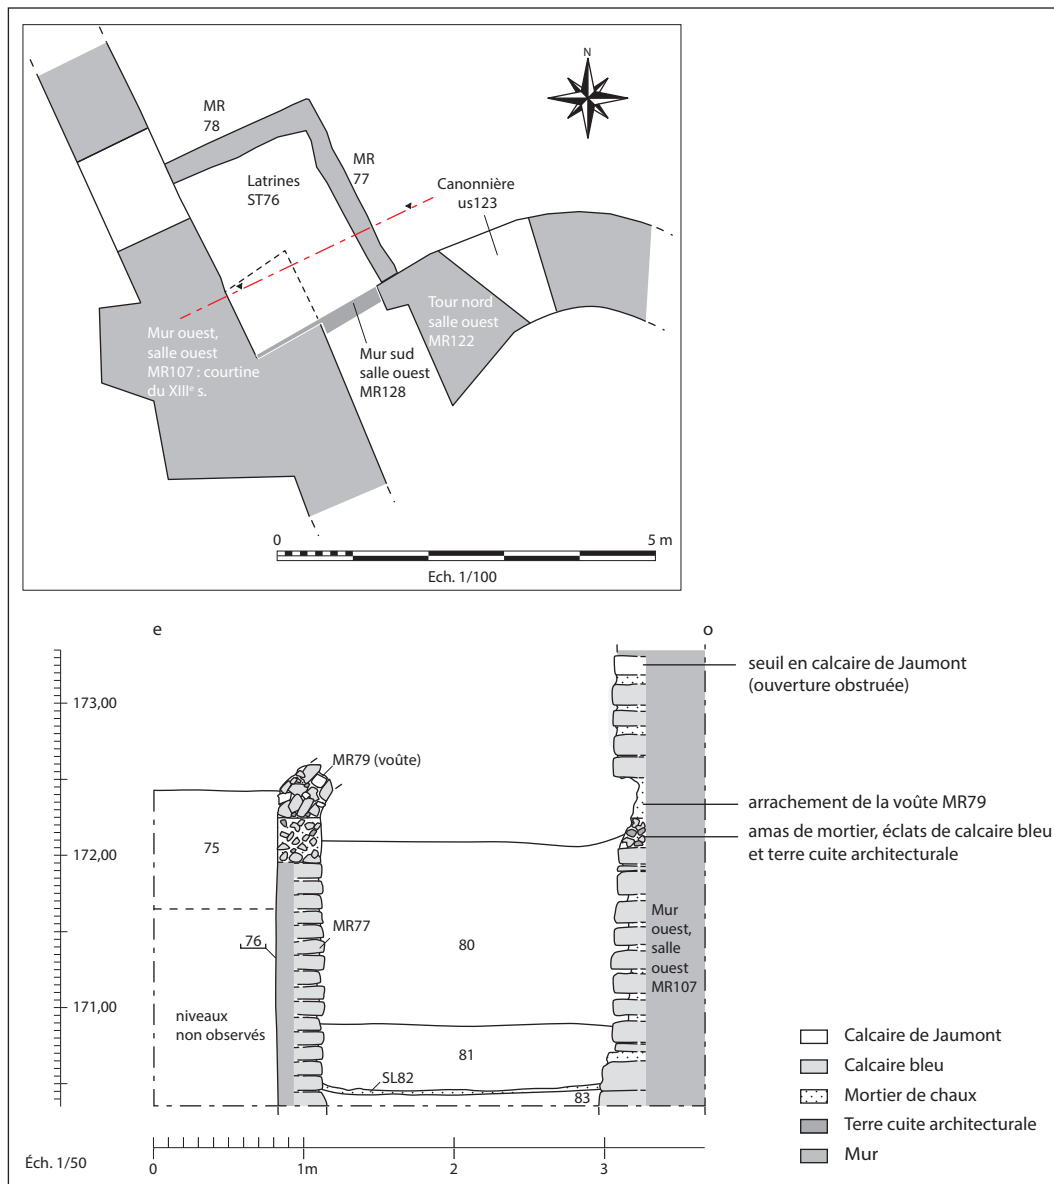 N
MR
78
MR
77
Latrines
ST76
Canonnière
us123
Tour nord
salle ouest
MR122
Mur ouest,
salle ouest
MR107 : courtine
du XIIIe s.
Mur sud
salle ouest
MR128
0
5 m
Ech. 1/100
e
o
seuil en calcaire de Jaumont
(ouverture obstruée)
173,00
MR79 (voûte)
arrachement de la voûte MR79
amas de mortier, éclats de calcaire bleu
et terre cuite architecturale
75
172,00
Mur
ouest,
salle
ouest
MR107
MR77
76
80
171,00
niveaux
non observés
81
SL82
83
Calcaire de Jaumont
Calcaire bleu
Mortier de chaux
Terre cuite architecturale
Mur
Éch. 1/50
0
1m
2
3